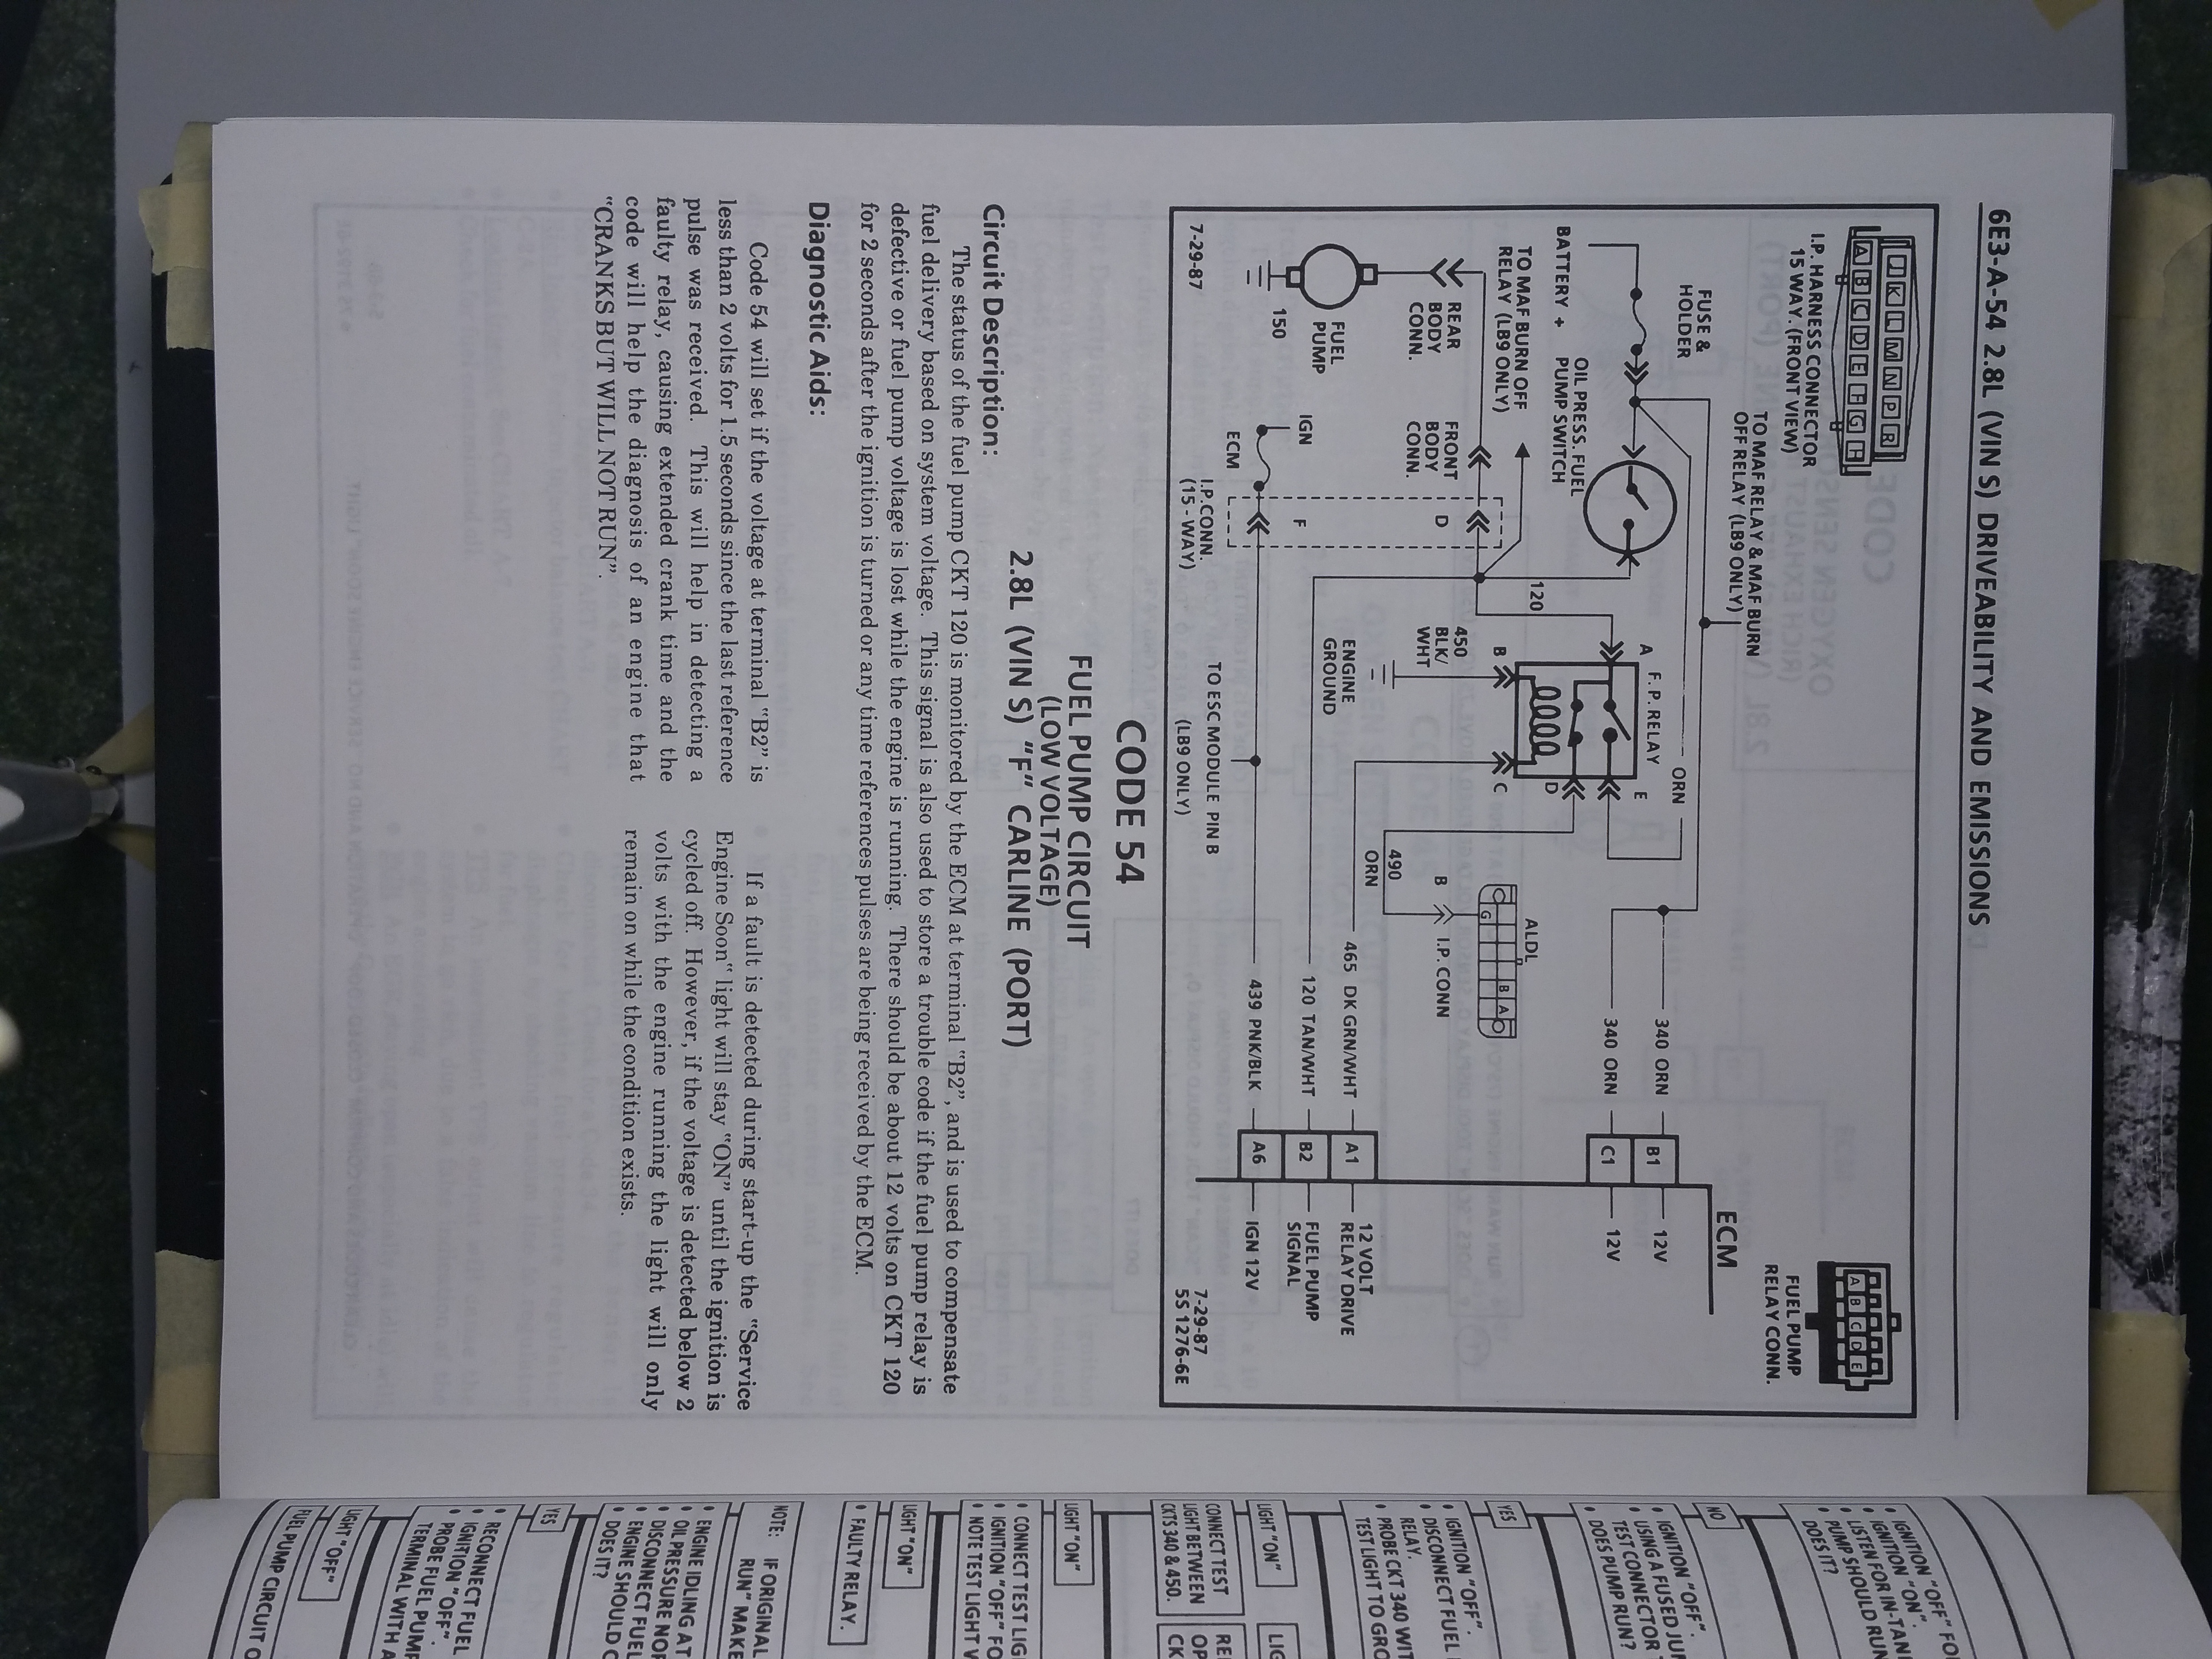 6E3-A-54 2.8L (VIN S) DRIVEABILITY AND EMISSIONS
J K L M N P R
A B C D E F G H
I.P. HARNESS CONNECTOR
15 WAY. (FRONT VIEW)
TO MAF RELAY & MAF BURN
OFF RELAY (LB9 ONLY)
A B C D E
FUEL PUMP
RELAY CONN.
FUSE &
HOLDER
ECM
ORN
340 ORN
B1
12V
340 ORN
C1
12V
BATTERY +
OIL PRESS. FUEL
PUMP SWITCH
A
F. P. RELAY
E
D
TO MAF BURN OFF
RELAY (LB9 ONLY)
120
B
C
ALDL
G
B A
REAR
BODY
CONN.
FRONT
BODY
CONN.
D
450
BLK/
WHT
B
I.P. CONN
490
ORN
FUEL
PUMP
150
ENGINE
GROUND
465 DK GRN/WHT
A1
12 VOLT
RELAY DRIVE
IGN
F
120 TAN/WHT
B2
FUEL PUMP
SIGNAL
ECM
439 PNK/BLK
A6
IGN 12V
I.P. CONN.
(15 - WAY)
TO ESC MODULE PIN B
(LB9 ONLY)
7-29-87
7-29-87
5S 1276-6E
CODE 54
FUEL PUMP CIRCUIT
(LOW VOLTAGE)
2.8L (VIN S) "F" CARLINE (PORT)
Circuit Description:
The status of the fuel pump CKT 120 is monitored by the ECM at terminal "B2", and is used to compensate
fuel delivery based on system voltage. This signal is also used to store a trouble code if the fuel pump relay is
defective or fuel pump voltage is lost while the engine is running. There should be about 12 volts on CKT 120
for 2 seconds after the ignition is turned or any time references pulses are being received by the ECM.
Diagnostic Aids:
Code 54 will set if the voltage at terminal "B2" is
less than 2 volts for 1.5 seconds since the last reference
pulse was received. This will help in detecting a
faulty relay, causing extended crank time and the
code will help the diagnosis of an engine that
"CRANKS BUT WILL NOT RUN".
If a fault is detected during start-up the "Service
Engine Soon" light will stay "ON" until the ignition is
cycled off. However, if the voltage is detected below 2
volts with the engine running the light will only
remain on while the condition exists.
• IGNITION "OFF" FO
• IGNITION "ON".
• LISTEN FOR IN-TAN
• PUMP SHOULD RUN
DOES IT?
NO
• IGNITION "OFF".
• USING A FUSED JU
TEST CONNECTOR
• DOES PUMP RUN?
YES
• IGNITION "OFF".
• DISCONNECT FUEL
RELAY.
• PROBE CKT 340 WIT
TEST LIGHT TO GRO
LIGHT "ON"
CONNECT TEST
LIGHT BETWEEN
CKTS 340 & 450.
LIGHT "ON"
• CONNECT TEST LIG
• IGNITION "OFF" FO
• NOTE TEST LIGHT
LIGHT "ON"
• FAULTY RELAY.
NOTE: IF ORIGINAL
RUN" MAKE
• ENGINE IDLING AT
• OIL PRESSURE NOR
• DISCONNECT FUEL
• ENGINE SHOULD C
• DOES IT?
YES
• RECONNECT FUEL
• IGNITION "OFF".
• PROBE FUEL PUMP
TERMINAL WITH A
LIGHT "OFF"
FUEL PUMP CIRCUIT O